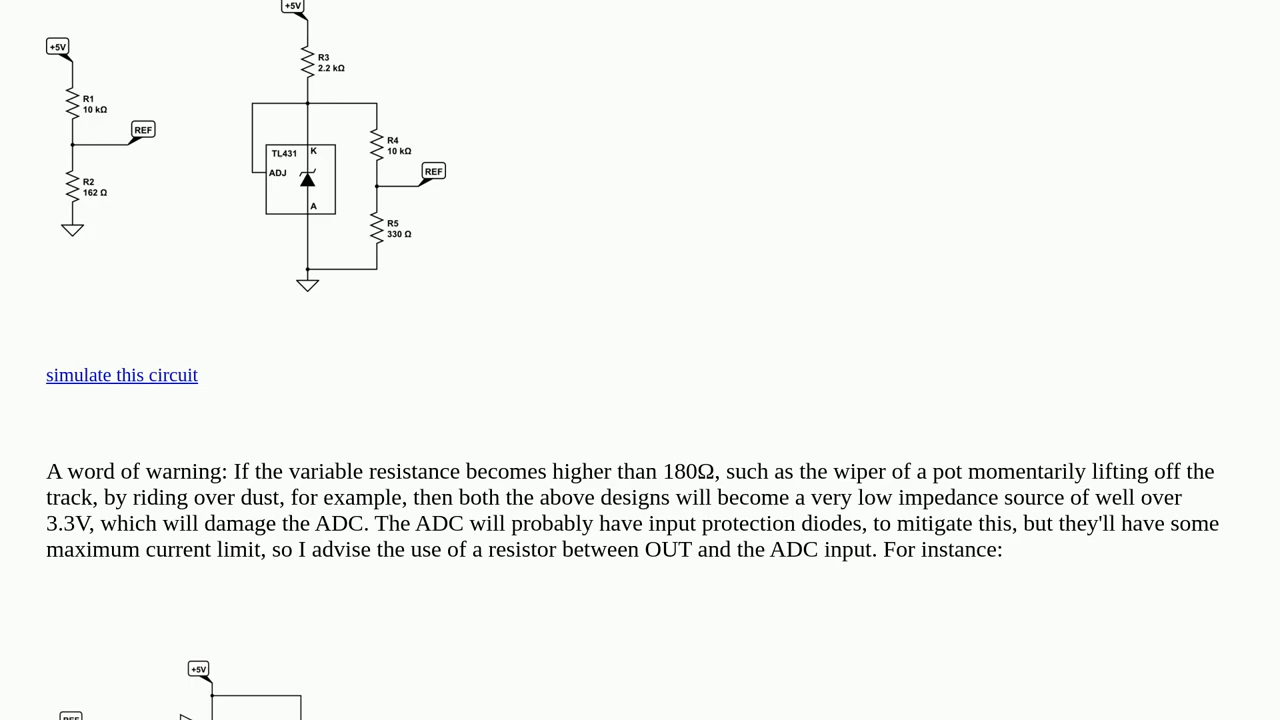 +5V
R1
10 kΩ
REF
R2
162 Ω
+5V
R3
2.2 kΩ
TL431
K
ADJ
A
R4
10 kΩ
REF
R5
330 Ω
simulate this circuit
A word of warning: If the variable resistance becomes higher than 180Ω, such as the wiper of a pot momentarily lifting off the
track, by riding over dust, for example, then both the above designs will become a very low impedance source of well over
3.3V, which will damage the ADC. The ADC will probably have input protection diodes, to mitigate this, but they'll have some
maximum current limit, so I advise the use of a resistor between OUT and the ADC input. For instance:
+5V
REF